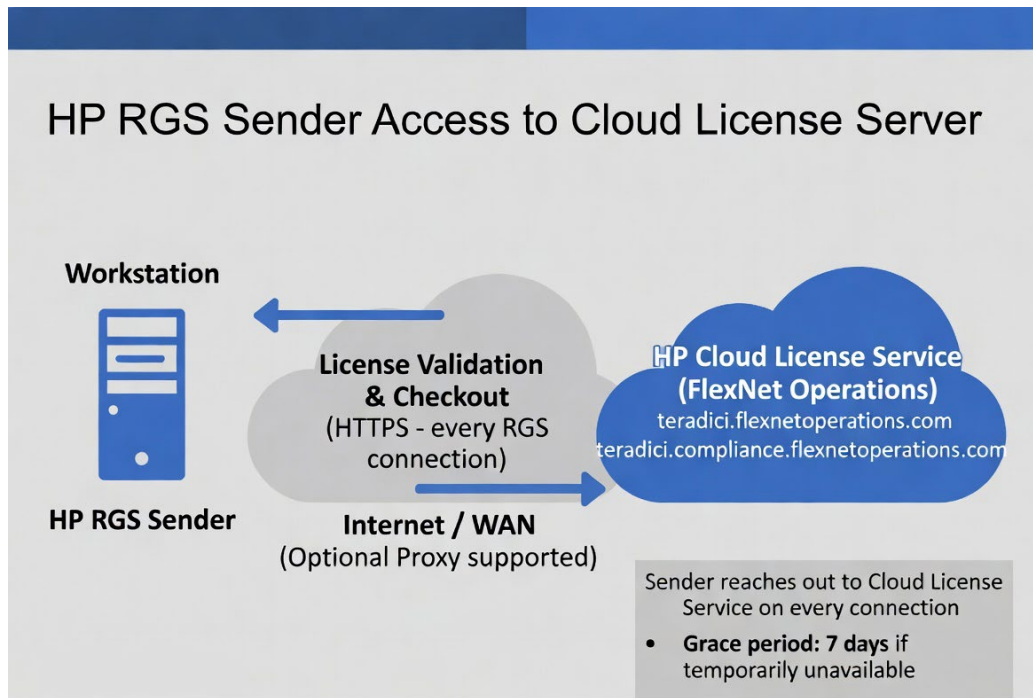 HP RGS Sender Access to Cloud License Server
Workstation
HP RGS Sender
License Validation
& Checkout
(HTTPS - every RGS
connection)
Internet / WAN
(Optional Proxy supported)
HP Cloud License Service
(FlexNet Operations)
teradici.flexnetoperations.com
teradici.compliance.flexnetoperations.com
Sender reaches out to Cloud License
Service on every connection
• Grace period: 7 days if
temporarily unavailable